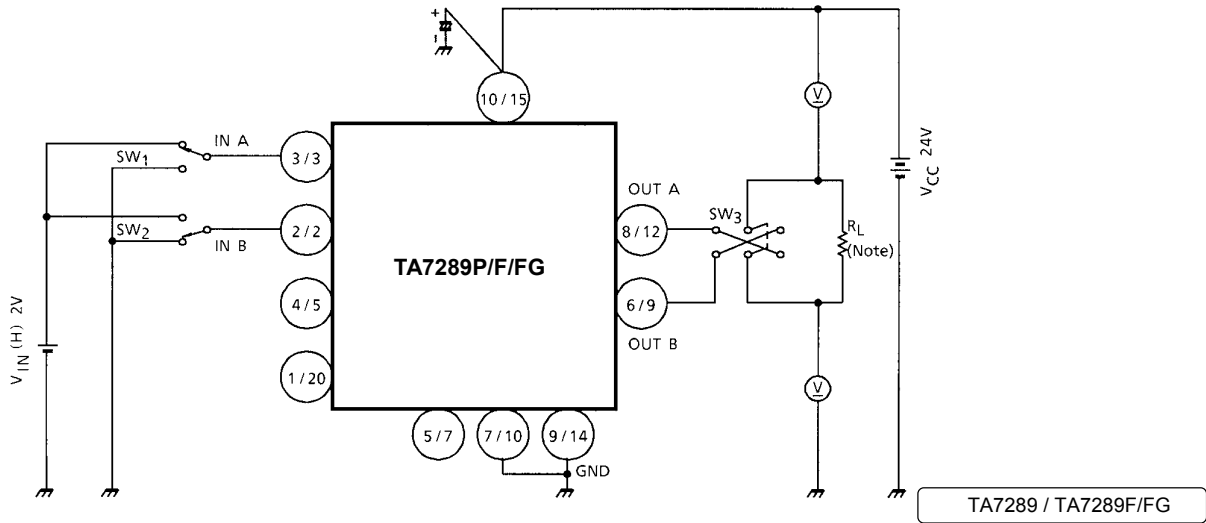 +
-
10 / 15
V
IN A
SW1
3 / 3
VCC 24V
OUT A
SW3
SW2
IN B
2 / 2
8 / 12
RL
(Note)
TA7289P/F/FG
4 / 5
6 / 9
OUT B
VIN (H) 2V
1 / 20
V
5 / 7
7 / 10
9 / 14
GND
TA7289 / TA7289F/FG